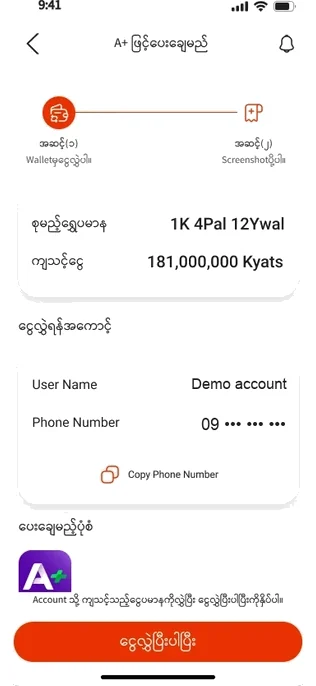 9:41
A+ ဖြင့်ပေးချေမည်
အဆင့်(၁)
အဆင့်(၂)
Walletမှငွေလွှဲပါ။
Screenshotပို့ပါ။
စုမည့်ရွှေပမာန
1K 4Pal 12Ywal
ကျသင့်ငွေ
181,000,000 Kyats
ငွေလွှဲရန်အကောင့်
User Name
Demo account
Phone Number
09 ••• ••• •••
Copy Phone Number
ပေးချေမည့်ပုံစံ
A+
Account သို့ ကျသင့်သည့်ငွေပမာကိုလွှဲပြီး ငွေလွှဲပြီးပါပြီးကိုနှိပ်ပါ။
ငွေလွှဲပြီးပါပြီး